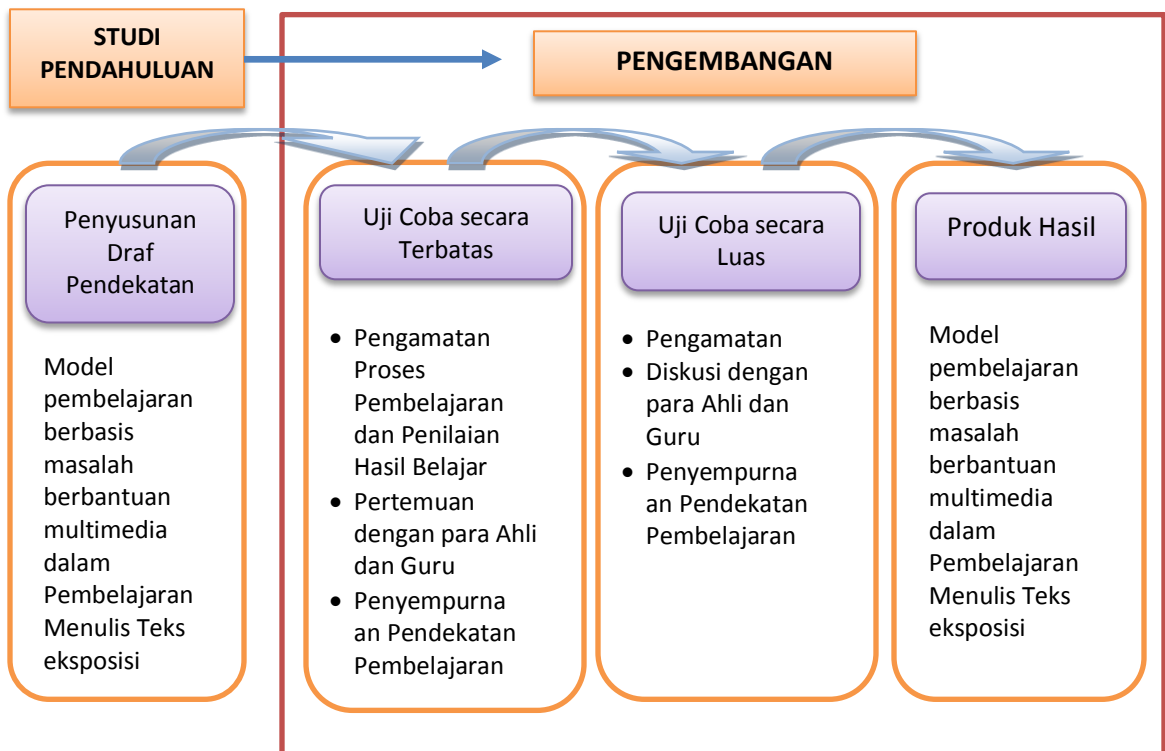 STUDI
PENDAHULUAN
PENGEMBANGAN
Penyusunan
Draf
Pendekatan
Model
pembelajaran
berbasis
masalah
berbantuan
multimedia
dalam
Pembelajaran
Menulis Teks
eksposisi
Uji Coba secara
Terbatas
• Pengamatan
Proses
Pembelajaran
dan Penilaian
Hasil Belajar
• Pertemuan
dengan para Ahli
dan Guru
• Penyempurna
an Pendekatan
Pembelajaran
Uji Coba secara
Luas
• Pengamatan
• Diskusi dengan
para Ahli dan
Guru
• Penyempurna
an Pendekatan
Pembelajaran
Produk Hasil
Model
pembelajaran
berbasis
masalah
berbantuan
multimedia
dalam
Pembelajaran
Menulis Teks
eksposisi